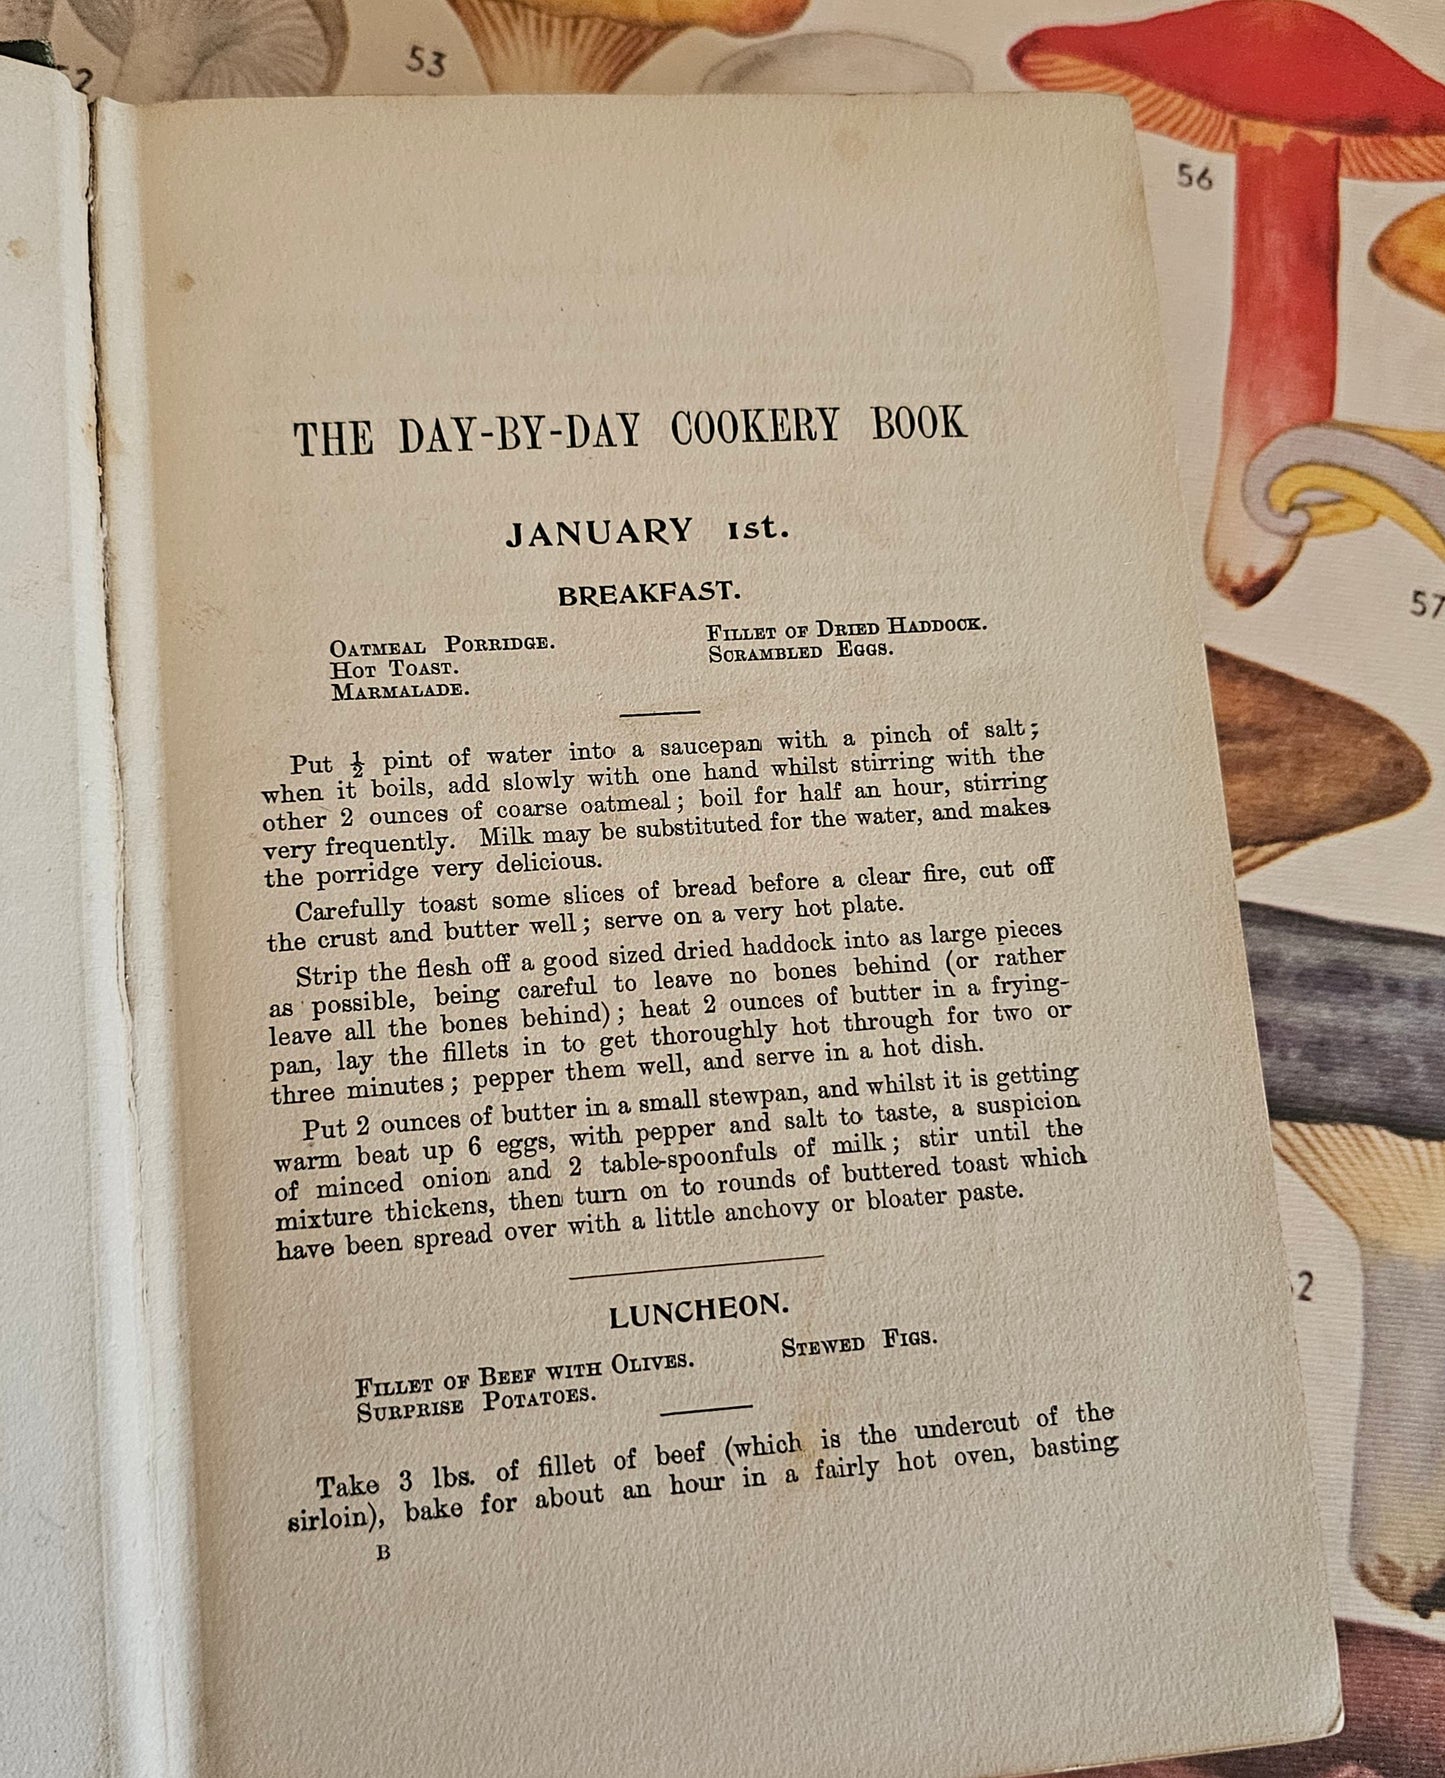 53
52
56
57
THE DAY-BY-DAY COOKERY BOOK
JANUARY 1st.
BREAKFAST.
OATMEAL PORRIDGE.
HOT TOAST.
MARMALADE.
FILLET OF DRIED HADDOCK.
SCRAMBLED EGGS.
Put ½ pint of water into a saucepan with a pinch of salt;
when it boils, add slowly with one hand whilst stirring with the
other 2 ounces of coarse oatmeal; boil for half an hour, stirring
very frequently. Milk may be substituted for the water, and makes
the porridge very delicious.
Carefully toast some slices of bread before a clear fire, cut off
the crust and butter well; serve on a very hot plate.
Strip the flesh off a good sized dried haddock into as large pieces
as possible, being careful to leave no bones behind (or rather
leave all the bones behind); heat 2 ounces of butter in a frying-
pan, lay the fillets in to get thoroughly hot through for two or
three minutes; pepper them well, and serve in a hot dish.
Put 2 ounces of butter in a small stewpan, and whilst it is getting
warm beat up 6 eggs, with pepper and salt to taste, a suspicion
of minced onion and 2 table-spoonfuls of milk; stir until the
mixture thickens, then turn on to rounds of buttered toast which
have been spread over with a little anchovy or bloater paste.
LUNCHEON.
FILLET OF BEEF WITH OLIVES.
SURPRISE POTATOES.
STEWED FIGS.
Take 3 lbs. of fillet of beef (which is the undercut of the
sirloin), bake for about an hour in a fairly hot oven, basting
B